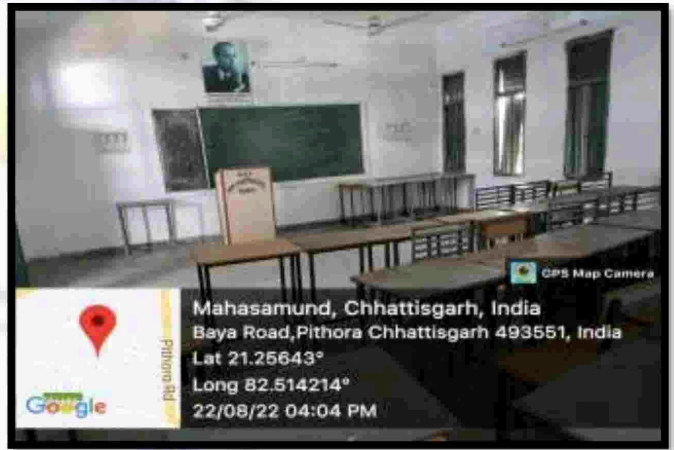 GPS Map Camera
Mahasamund, Chhattisgarh, India
Baya Road,Pithora Chhattisgarh 493551, India
Lat 21.25643°
Long 82.514214°
22/08/22 04:04 PM
Pithora Rd
Google